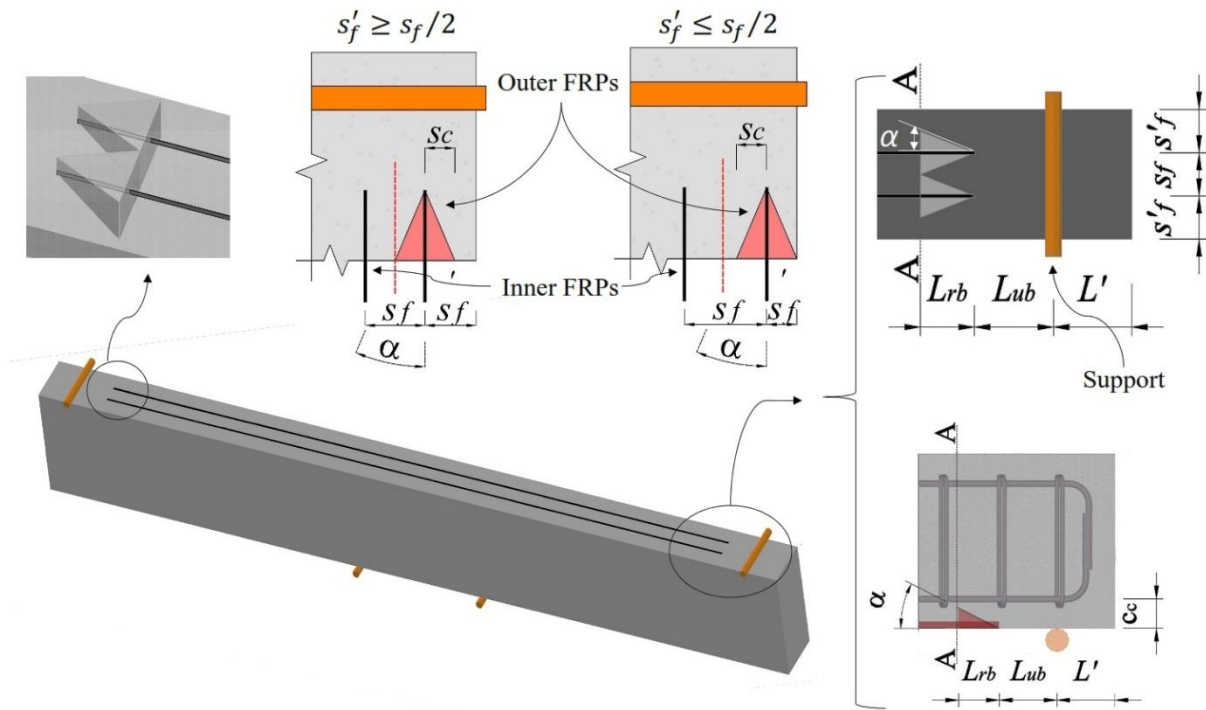 s'f ≥ sf/2
s'f ≤ sf/2
Outer FRPs
sc
sc
Inner FRPs
sf
s'f
α
sf
s'f
α
A
A
α
s'f
sf
s'f
Lrb
Lub
L'
Support
A
A
α
cc
Lrb
Lub
L'